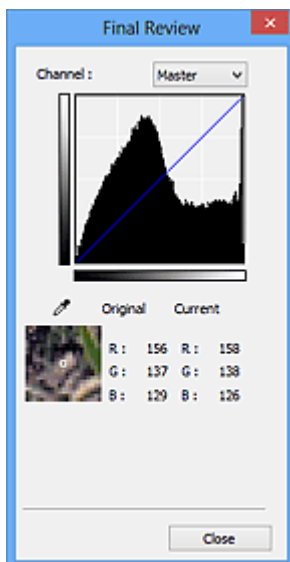 Final Review
Channel : Master
Original Current
R : 156 R : 158
G : 137 G : 138
B : 129 B : 126
Close